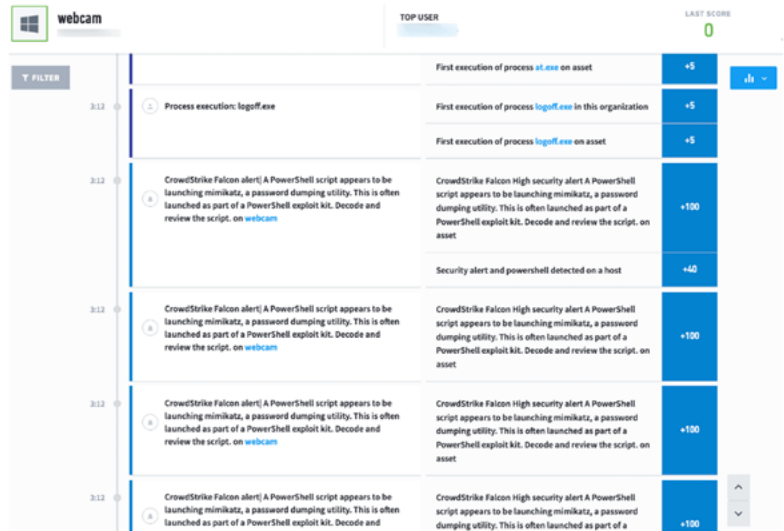 webcam
TOP USER
LAST SCORE
0
FILTER
First execution of process at.exe on asset
+5
3:12
Process execution: logoff.exe
First execution of process logoff.exe in this organization
+5
First execution of process logoff.exe on asset
+5
3:12
CrowdStrike Falcon alert| A PowerShell script appears to be
launching mimikatz, a password dumping utility. This is often
launched as part of a PowerShell exploit kit. Decode and
review the script. on webcam
CrowdStrike Falcon High security alert A PowerShell
script appears to be launching mimikatz, a password
dumping utility. This is often launched as part of a
PowerShell exploit kit. Decode and review the script. on
asset
+100
Security alert and powershell detected on a host
+40
3:12
CrowdStrike Falcon alert| A PowerShell script appears to be
launching mimikatz, a password dumping utility. This is often
launched as part of a PowerShell exploit kit. Decode and
review the script. on webcam
CrowdStrike Falcon High security alert A PowerShell
script appears to be launching mimikatz, a password
dumping utility. This is often launched as part of a
PowerShell exploit kit. Decode and review the script. on
asset
+100
3:12
CrowdStrike Falcon alert| A PowerShell script appears to be
launching mimikatz, a password dumping utility. This is often
launched as part of a PowerShell exploit kit. Decode and
review the script. on webcam
CrowdStrike Falcon High security alert A PowerShell
script appears to be launching mimikatz, a password
dumping utility. This is often launched as part of a
PowerShell exploit kit. Decode and review the script. on
asset
+100
3:12
CrowdStrike Falcon alert| A PowerShell script appears to be
launching mimikatz, a password dumping utility. This is often
launched as part of a PowerShell exploit kit. Decode and
CrowdStrike Falcon High security alert A PowerShell
script appears to be launching mimikatz, a password
dumping utility. This is often launched as part of a
+100